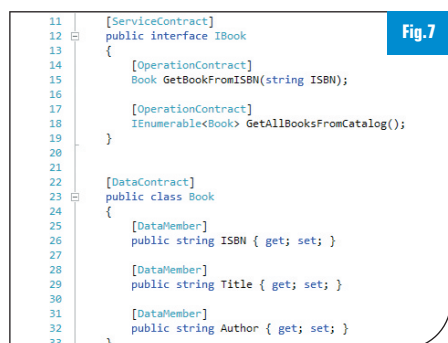 Fig.7
11 [ServiceContract]
12 public interface IBook
13 {
14 [OperationContract]
15 Book GetBookFromISBN(string ISBN);
16
17 [OperationContract]
18 IEnumerable<Book> GetAllBooksFromCatalog();
19 }
20
21
22 [DataContract]
23 public class Book
24 {
25 [DataMember]
26 public string ISBN { get; set; }
27
28 [DataMember]
29 public string Title { get; set; }
30
31 [DataMember]
32 public string Author { get; set; }
33 }